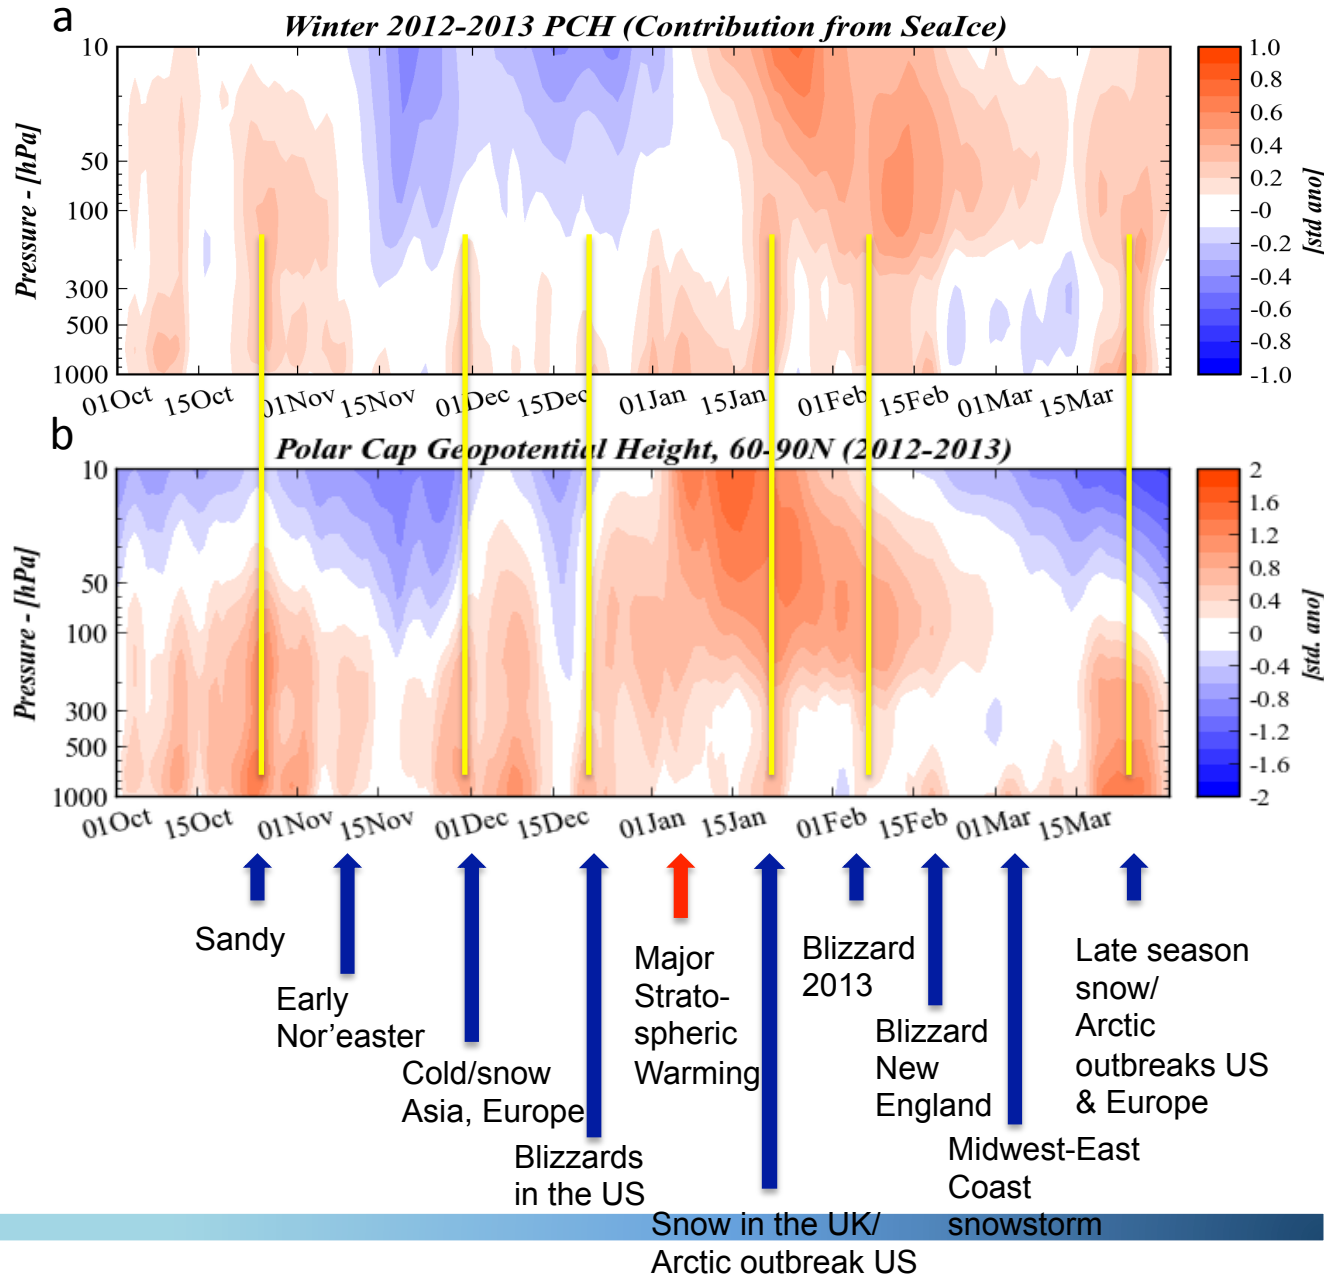 a
Winter 2012-2013 PCH (Contribution from SeaIce)
10
50
100
300
500
1000
Pressure - [hPa]
01Oct 15Oct 01Nov 15Nov 01Dec 15Dec 01Jan 15Jan 01Feb 15Feb 01Mar 15Mar
1.0
0.8
0.6
0.4
0.2
-0
-0.2
-0.4
-0.6
-0.8
-1.0
[std ano]
b
Polar Cap Geopotential Height, 60-90N (2012-2013)
10
50
100
300
500
1000
Pressure - [hPa]
01Oct 15Oct 01Nov 15Nov 01Dec 15Dec 01Jan 15Jan 01Feb 15Feb 01Mar 15Mar
2
1.6
1.2
0.8
0.4
0
-0.4
-0.8
-1.2
-1.6
-2
[std. ano]
Sandy
Early
Nor'easter
Cold/snow
Asia, Europe
Blizzards
in the US
Major
Strato-
spheric
Warming
Snow in the UK/
Arctic outbreak US
Blizzard
2013
Blizzard
New
England
Midwest-East
Coast
snowstorm
Late season
snow/
Arctic
outbreaks US
& Europe